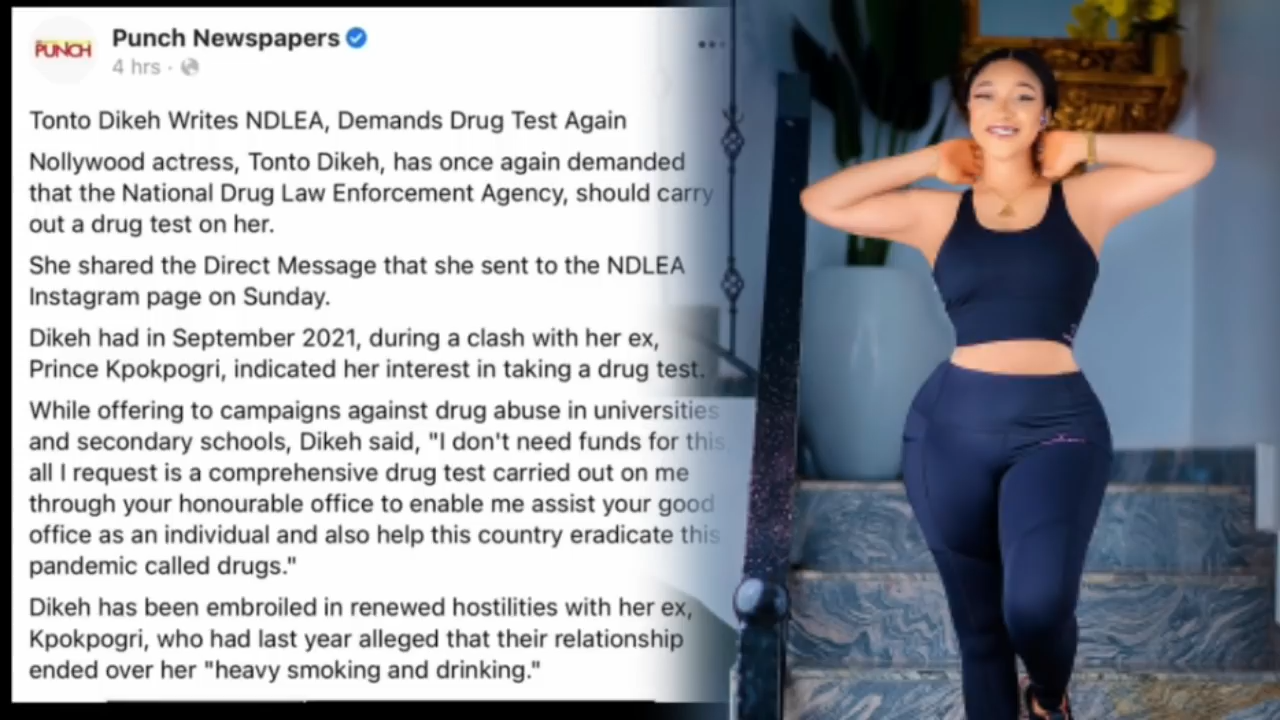 PUNCH
Punch Newspapers
4 hrs ·
Tonto Dikeh Writes NDLEA, Demands Drug Test Again
Nollywood actress, Tonto Dikeh, has once again demanded
that the National Drug Law Enforcement Agency, should carry
out a drug test on her.
She shared the Direct Message that she sent to the NDLEA
Instagram page on Sunday.
Dikeh had in September 2021, during a clash with her ex,
Prince Kpokpogri, indicated her interest in taking a drug test.
While offering to campaigns against drug abuse in universities
and secondary schools, Dikeh said, "I don't need funds for this
all I request is a comprehensive drug test carried out on me
through your honourable office to enable me assist your good
office as an individual and also help this country eradicate this
pandemic called drugs."
Dikeh has been embroiled in renewed hostilities with her ex,
Kpokpogri, who had last year alleged that their relationship
ended over her "heavy smoking and drinking."